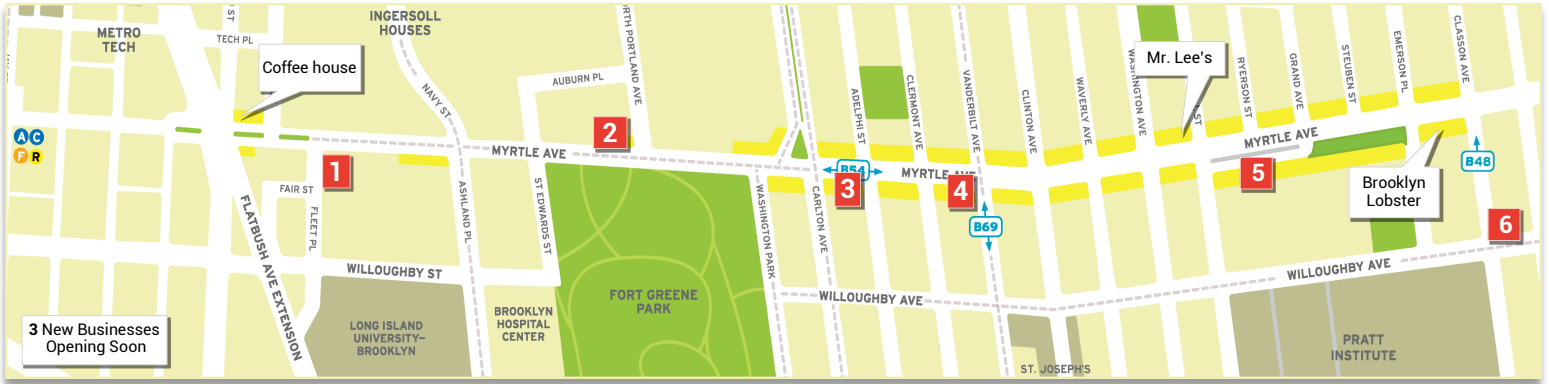 METRO
TECH
ST
TECH PL
INGERSOLL
HOUSES
Coffee house
NAVY ST
AUBURN PL
RTH PORTLAND AVE
A C
F R
1
2
MYRTLE AVE
FAIR ST
FLEET PL
FLATBUSH AVE EXTENSION
ASHLAND PL
ST EDWARDS ST
WILLOUGHBY ST
LONG ISLAND
UNIVERSITY–
BROOKLYN
BROOKLYN
HOSPITAL
CENTER
FORT GREENE
PARK
WASHINGTON PARK
CARLTON AVE
ADELPHI ST
CLERMONT AVE
VANDERBILT AVE
CLINTON AVE
WAVERLY AVE
WASHINGTON AVE
Mr. Lee's
ST
RYERSON ST
GRAND AVE
STEUBEN ST
EMERSON PL
CLASSON AVE
B54
3
MYRTLE AVE
4
B69
MYRTLE AVE
5
Brooklyn
Lobster
B48
6
WILLOUGHBY AVE
WILLOUGHBY AVE
ST. JOSEPH'S
PRATT
INSTITUTE
3 New Businesses
Opening Soon